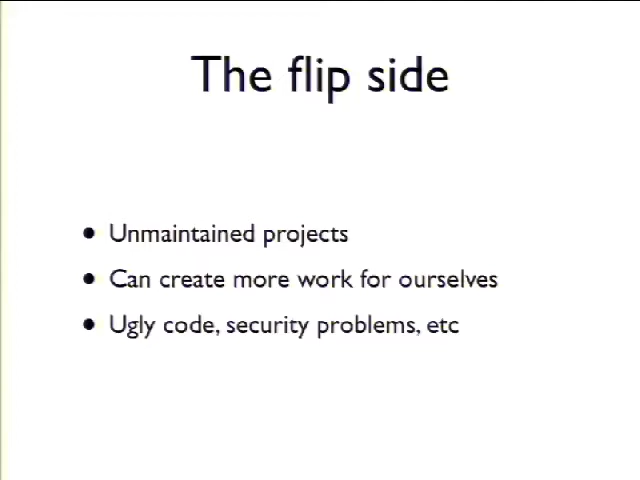 The flip side
• Unmaintained projects
• Can create more work for ourselves
• Ugly code, security problems, etc